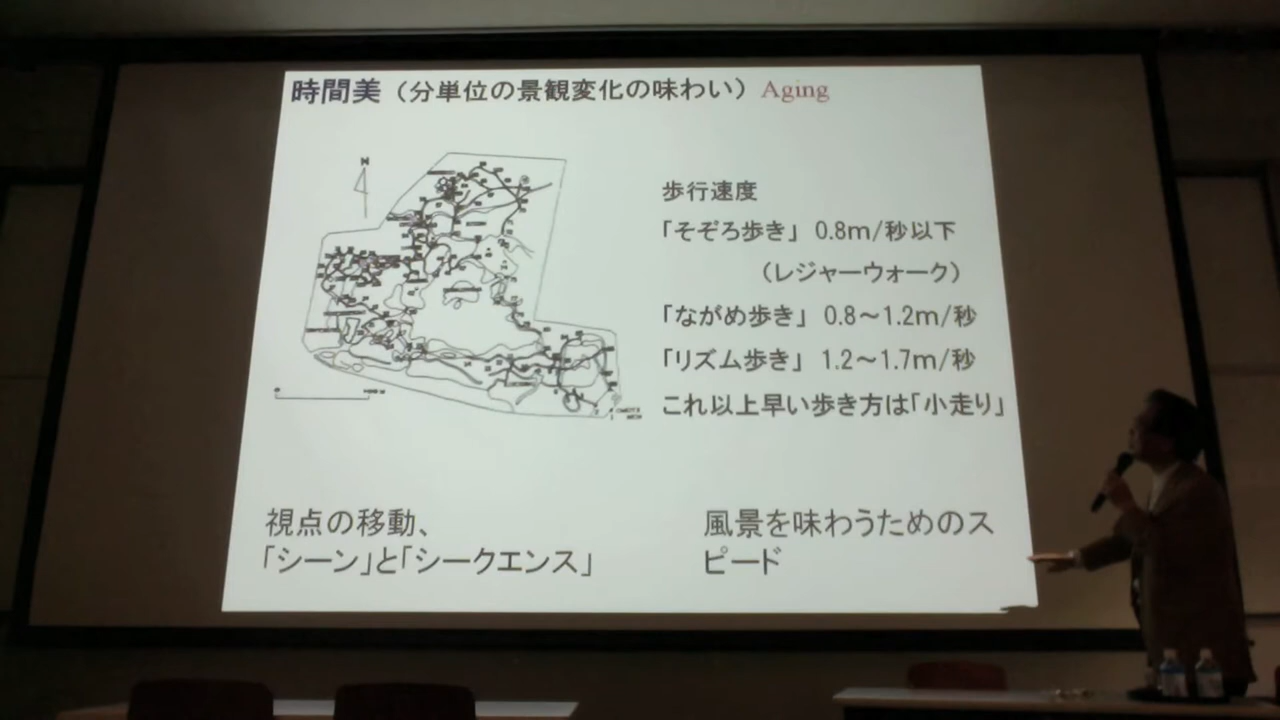 時間美（分単位の景観変化の味わい）Aging
N
歩行速度
「そぞろ歩き」 0.8m/秒以下
（レジャーウォーク）
「ながめ歩き」 0.8～1.2m/秒
「リズム歩き」 1.2～1.7m/秒
これ以上早い歩き方は「小走り」
視点の移動、
「シーン」と「シークエンス」
風景を味わうためのス
ピード